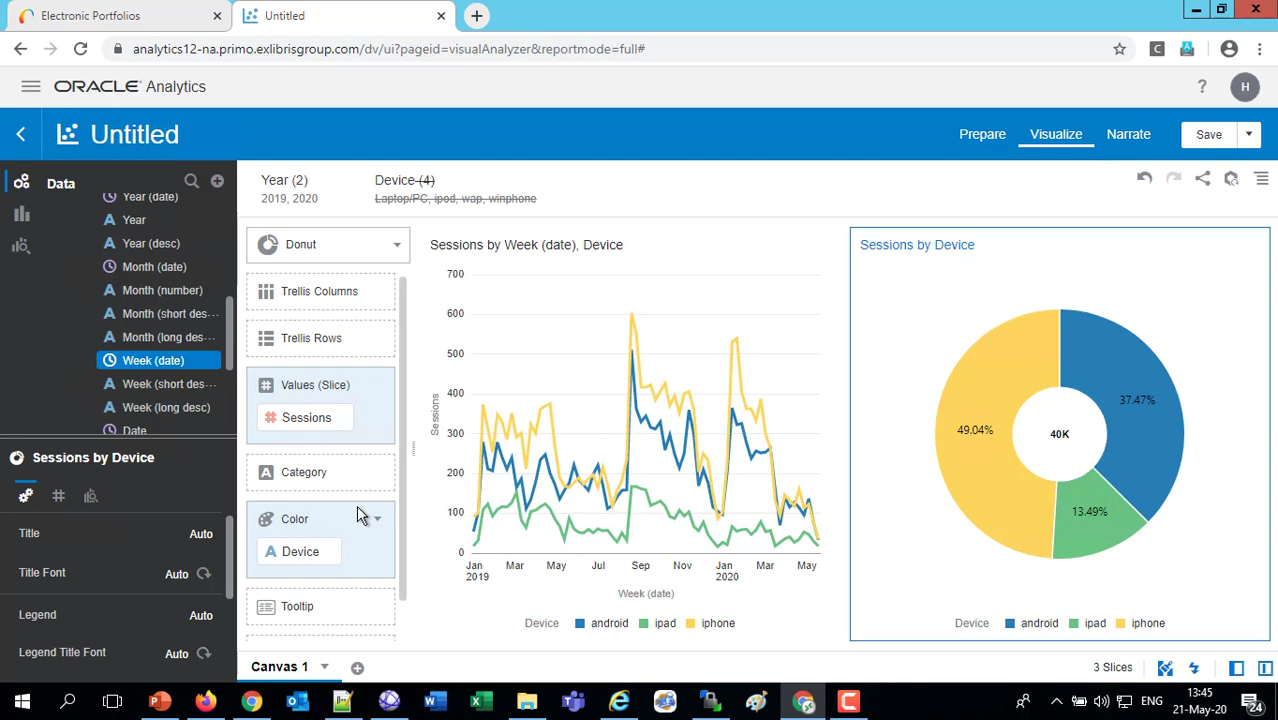 Electronic Portfolios
Untitled
analytics12-na.primo.exlibrisgroup.com/dv/ui?pageid=visualAnalyzer&reportmode=full#
ORACLE Analytics
H
Untitled
Prepare
Visualize
Narrate
Save
Data
Year (date)
Year
Year (desc)
Month (date)
Month (number)
Month (short des...
Month (long des...
Week (date)
Week (short des...
Week (long desc)
Date
Sessions by Device
Title
Auto
Title Font
Auto
Legend
Auto
Legend Title Font
Auto
Year (2)
2019, 2020
Device (4)
Laptop/PC, ipod, wap, winphone
Donut
Trellis Columns
Trellis Rows
Values (Slice)
Sessions
Category
Color
Device
Tooltip
Sessions by Week (date), Device
700
600
500
400
300
200
100
0
Sessions
Jan
2019
Mar
May
Jul
Sep
Nov
Jan
2020
Mar
May
Week (date)
Device
android
ipad
iphone
Sessions by Device
37.47%
49.04%
40K
13.49%
Device
android
ipad
iphone
Canvas 1
3 Slices
ENG
13:45
21-May-20
24